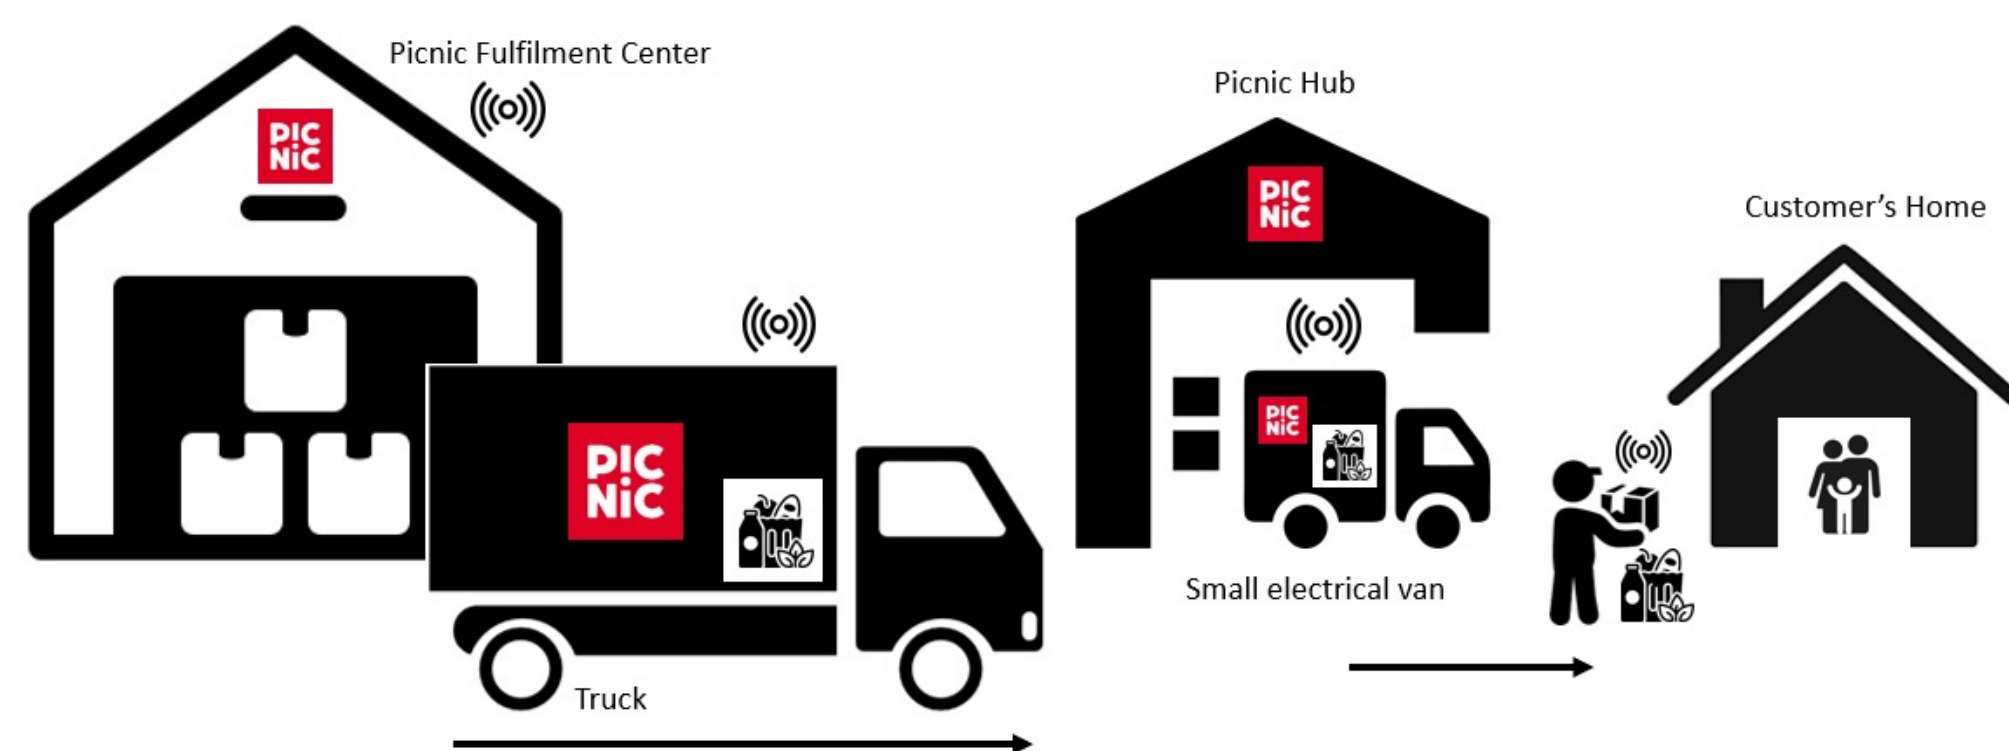 Picnic Fulfilment Center
PIC
NiC
Picnic Hub
PIC
NiC
Customer's Home
PIC
NiC
PIC
NiC
Small electrical van
Truck